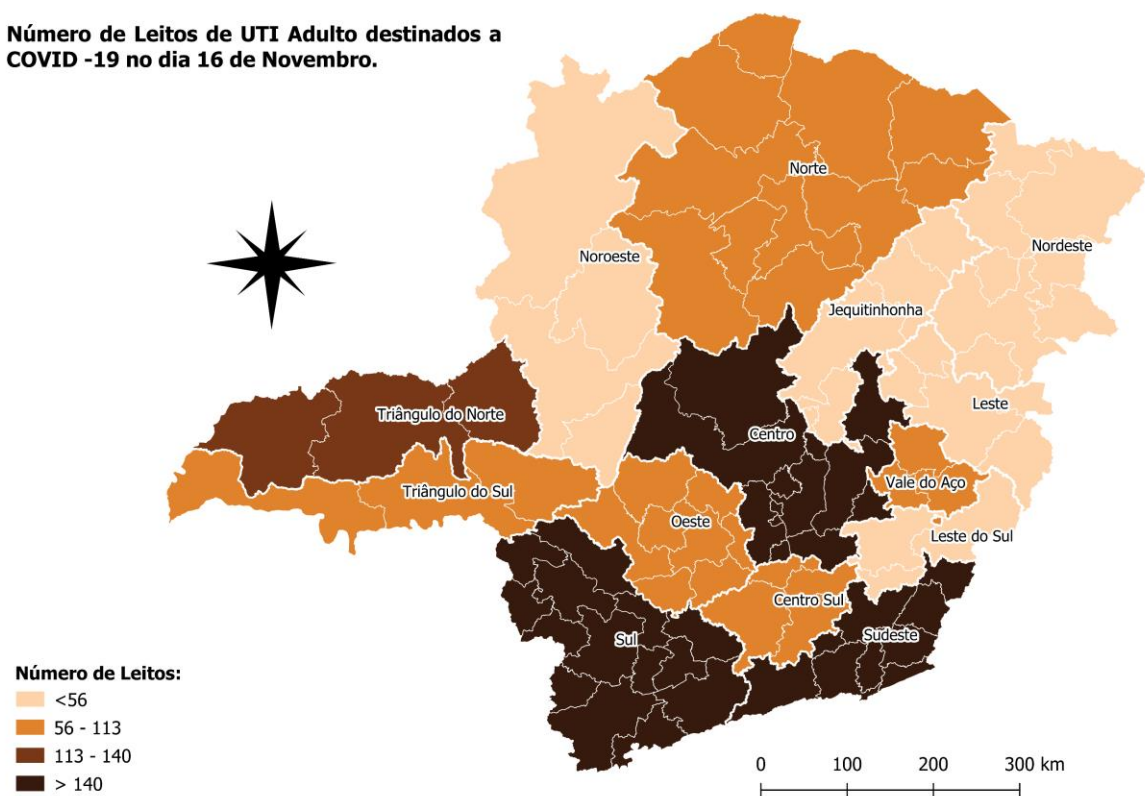 Número de Leitos de UTI Adulto destinados a
COVID -19 no dia 16 de Novembro.
Norte
Noroeste
Nordeste
Jequitinhonha
Triângulo do Norte
Leste
Centro
Vale do Aço
Triângulo do Sul
Oeste
Leste do Sul
Centro Sul
Sul
Sudeste
Número de Leitos:
<56
56 - 113
113 - 140
> 140
0 100 200 300 km